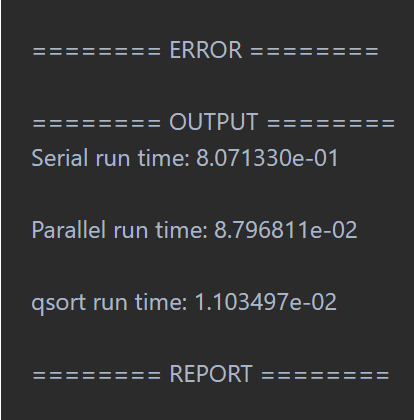 ======== ERROR ========
======== OUTPUT ========
Serial run time: 8.071330e-01
Parallel run time: 8.796811e-02
qsort run time: 1.103497e-02
======== REPORT ========